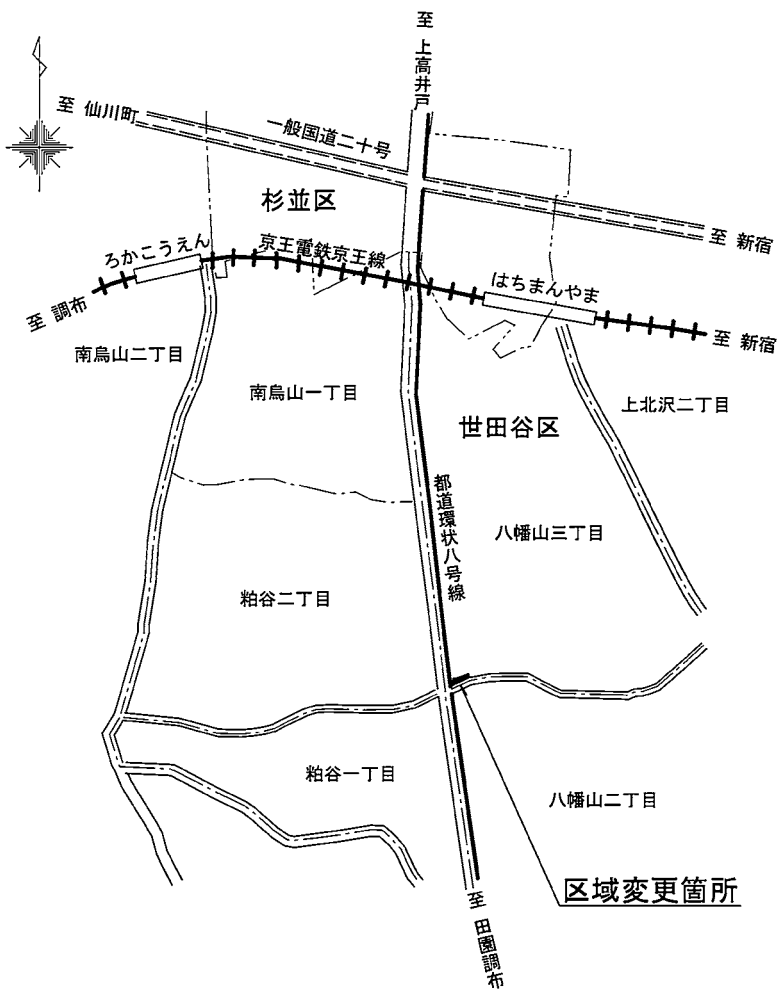 至 上高井戸
至 仙川町
一般国道二十号
杉並区
至 新宿
ろかこうえん
京王電鉄京王線
はちまんやま
至 調布
至 新宿
南烏山二丁目
南烏山一丁目
上北沢二丁目
世田谷区
都道環状八号線
八幡山三丁目
粕谷二丁目
粕谷一丁目
八幡山二丁目
区域変更箇所
至 田園調布